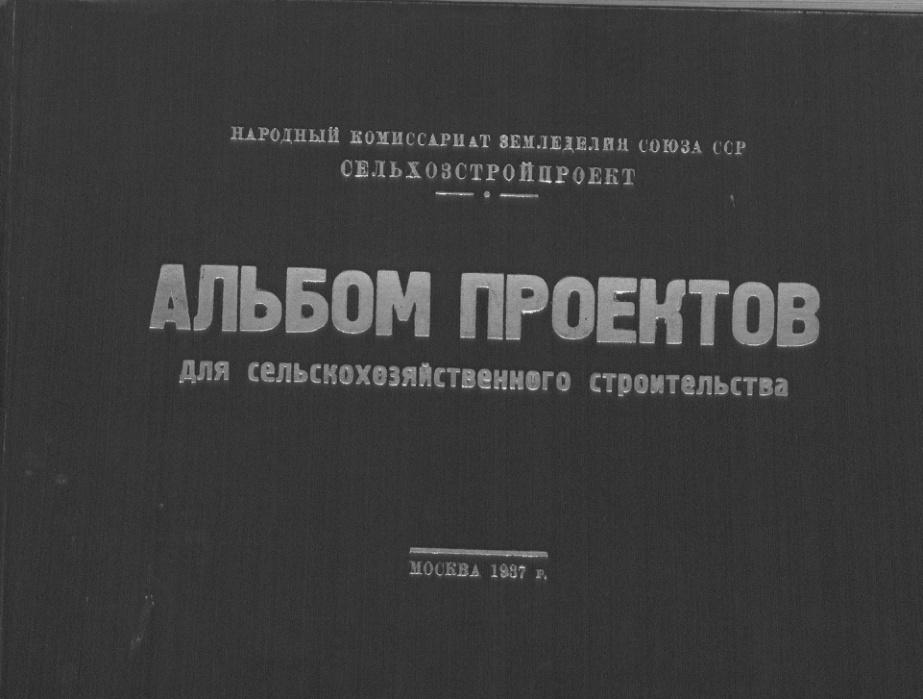 НАРОДНЫЙ КОМИССАРИАТ ЗЕМЛЕДЕЛИЯ СОЮЗА ССР
СЕЛЬХОЗСТРОЙПРОЕКТ
АЛЬБОМ ПРОЕКТОВ
для сельскохозяйственного строительства
МОСКВА 1937 г.